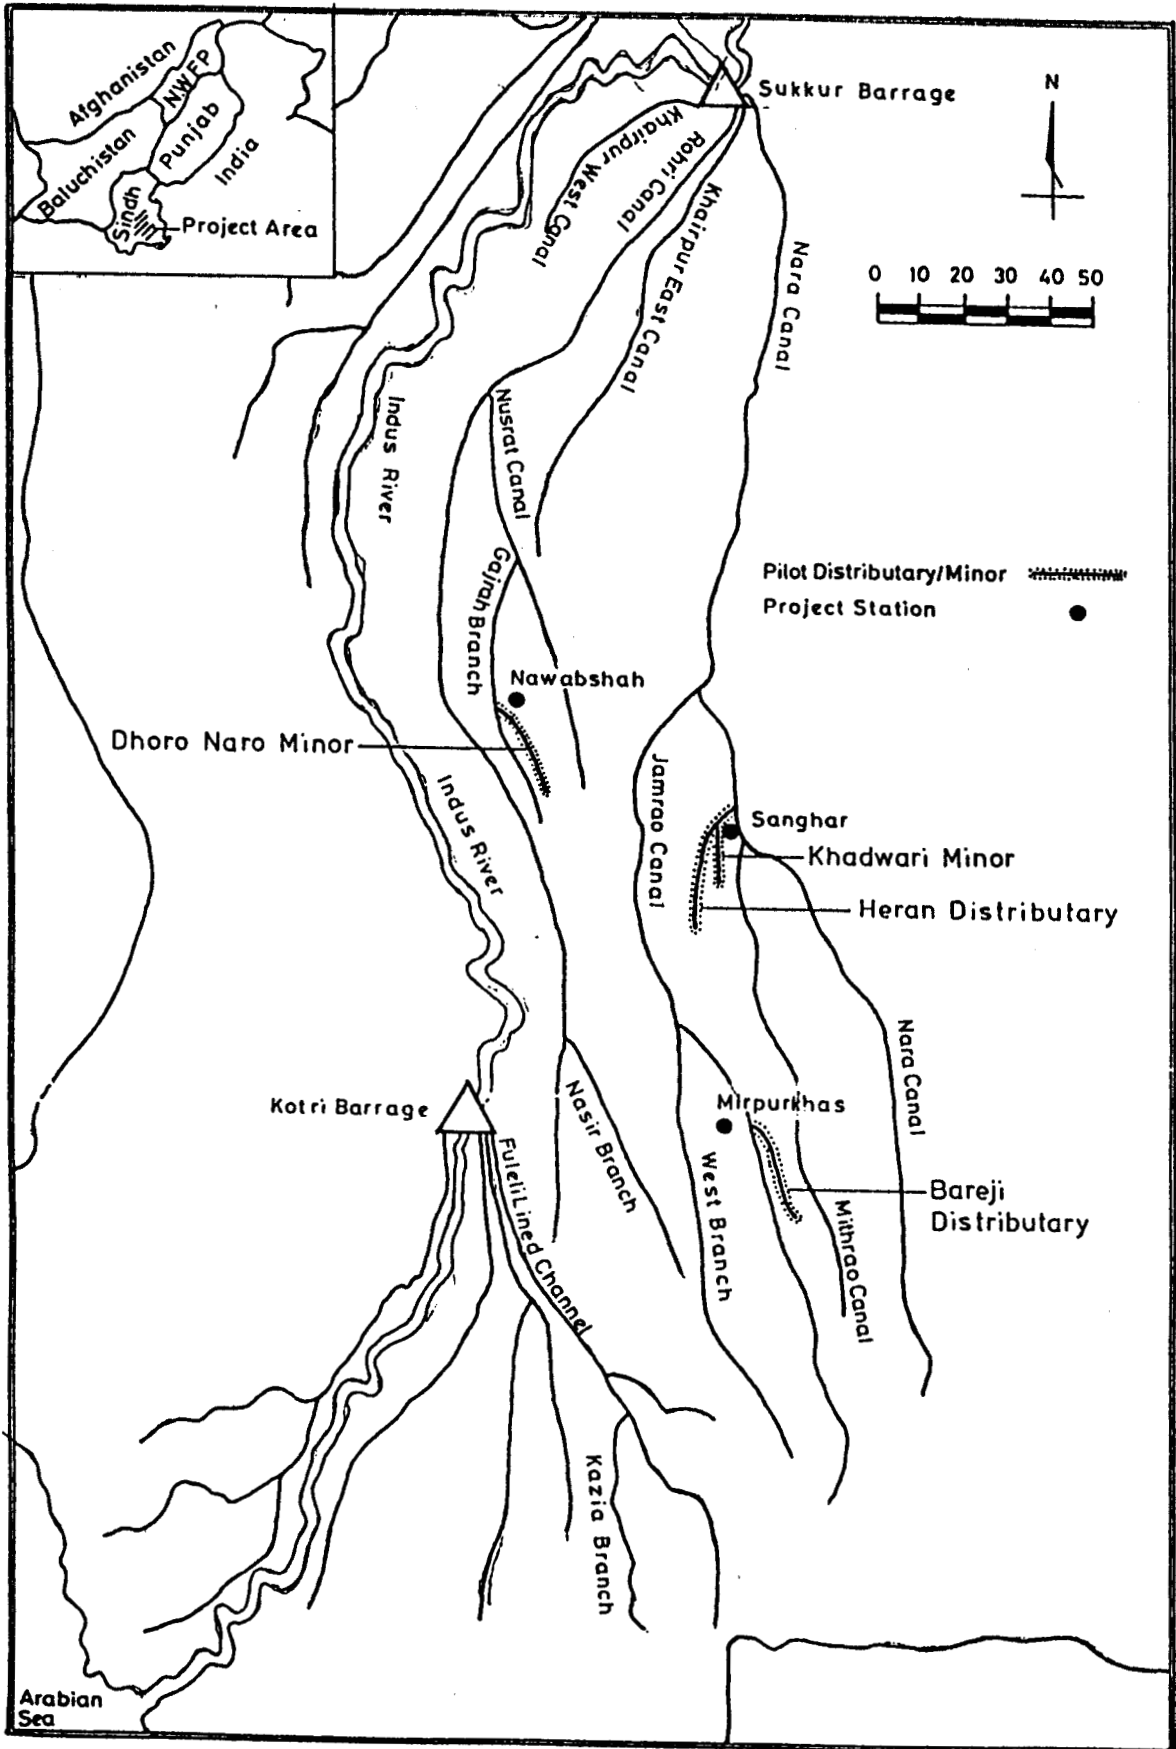 Afghanistan
NWFP
Punjab
Baluchistan
India
Sindh
Project Area
Sukkur Barrage
N
Khairpur West Canal
Rohri Canal
Khairpur East Canal
Nara Canal
0 10 20 30 40 50
Indus River
Nusrat Canal
Pilot Distributary/Minor
Project Station
Gajrah Branch
Nawabshah
Dhoro Naro Minor
Indus River
Jamrao Canal
Sanghar
Khadwari Minor
Heran Distributary
Nara Canal
Kotri Barrage
Mirpurkhas
Nasir Branch
Fuleli Lined Channel
West Branch
Bareji
Distributary
Mithrao Canal
Kazia Branch
Arabian
Sea